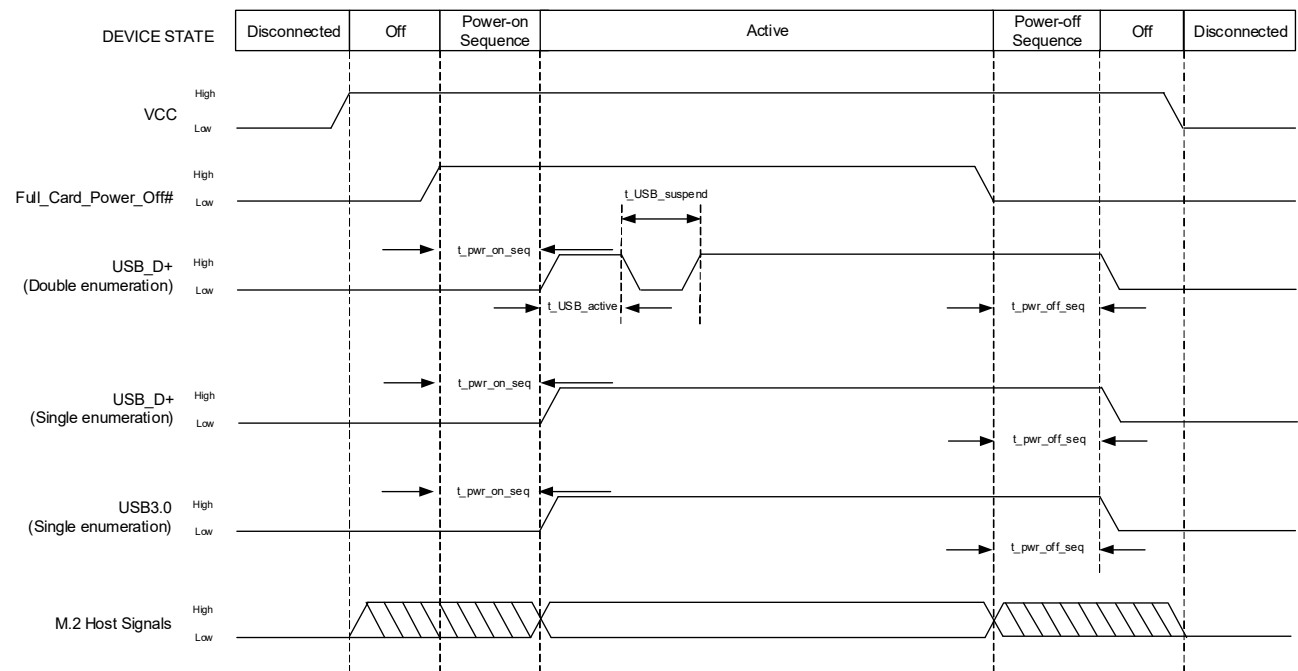 DEVICE STATE
Disconnected
Off
Power-on
Sequence
Active
Power-off
Sequence
Off
Disconnected
High
VCC
Low
High
Full_Card_Power_Off#
Low
t_USB_suspend
t_pwr_on_seq
USB_D+
High
(Double enumeration)
Low
t_USB_active
t_pwr_off_seq
t_pwr_on_seq
USB_D+
High
(Single enumeration)
Low
t_pwr_off_seq
t_pwr_on_seq
USB3.0
High
(Single enumeration)
Low
t_pwr_off_seq
High
M.2 Host Signals
Low